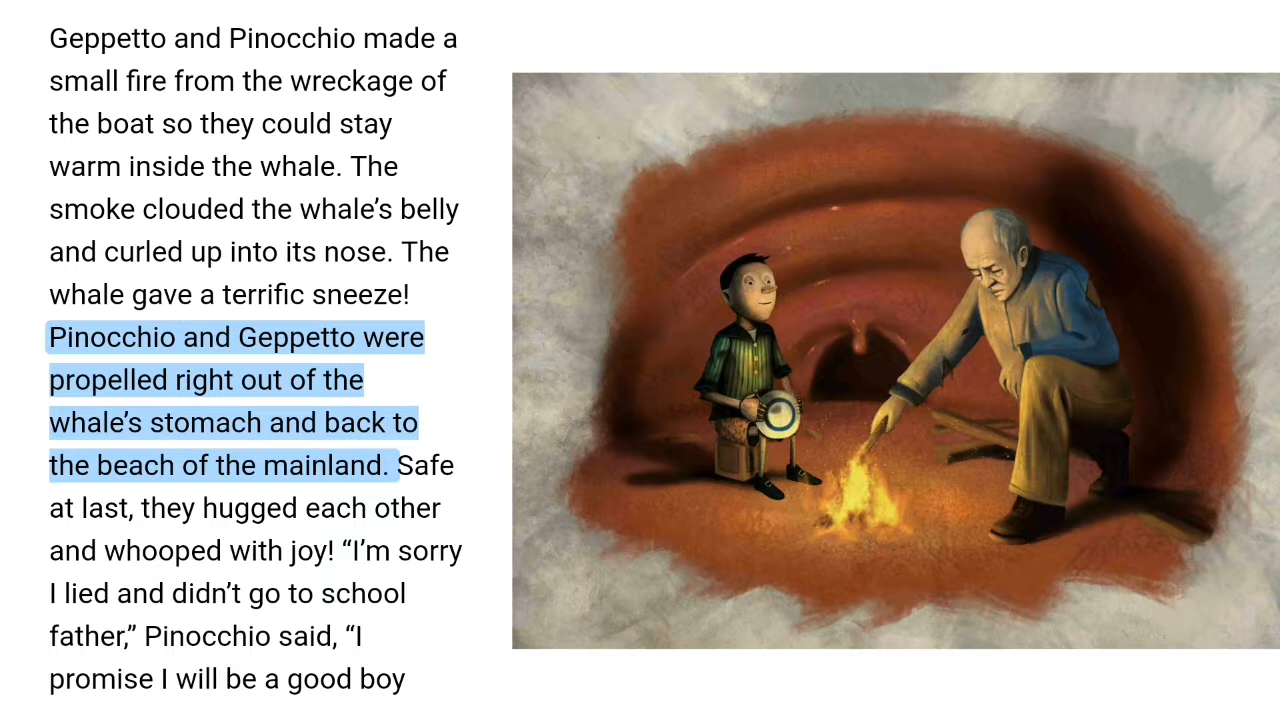 Geppetto and Pinocchio made a
small fire from the wreckage of
the boat so they could stay
warm inside the whale. The
smoke clouded the whale’s belly
and curled up into its nose. The
whale gave a terrific sneeze!
Pinocchio and Geppetto were
propelled right out of the
whale’s stomach and back to
the beach of the mainland. Safe
at last, they hugged each other
and whooped with joy! “I’m sorry
I lied and didn’t go to school
father,” Pinocchio said, “I
promise I will be a good boy